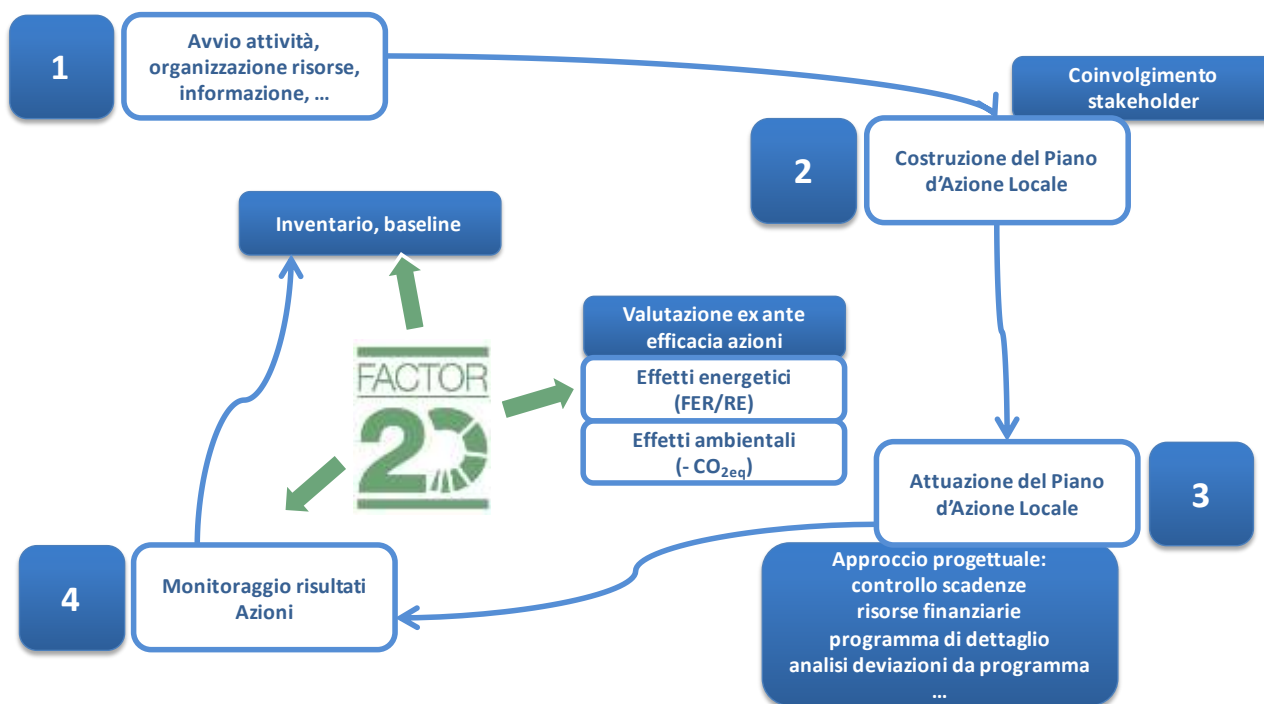 1
Avvio attività,
organizzazione risorse,
informazione, …
Coinvolgimento
stakeholder
2
Costruzione del Piano
d’Azione Locale
Inventario, baseline
Valutazione ex ante
efficacia azioni
Effetti energetici
(FER/RE)
Effetti ambientali
(- CO₂eq)
FACTOR
20
3
Attuazione del Piano
d’Azione Locale
Approccio progettuale:
controllo scadenze
risorse finanziarie
programma di dettaglio
analisi deviazioni da programma
…
4
Monitoraggio risultati
Azioni